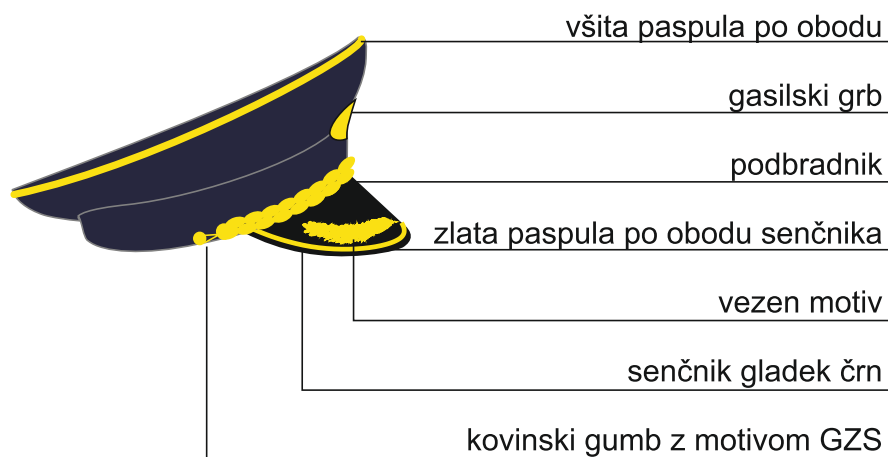 všita paspula po obodu
gasilski grb
podbradnik
zlata paspula po obodu senčnika
vezen motiv
senčnik gladek črn
kovinski gumb z motivom GZS